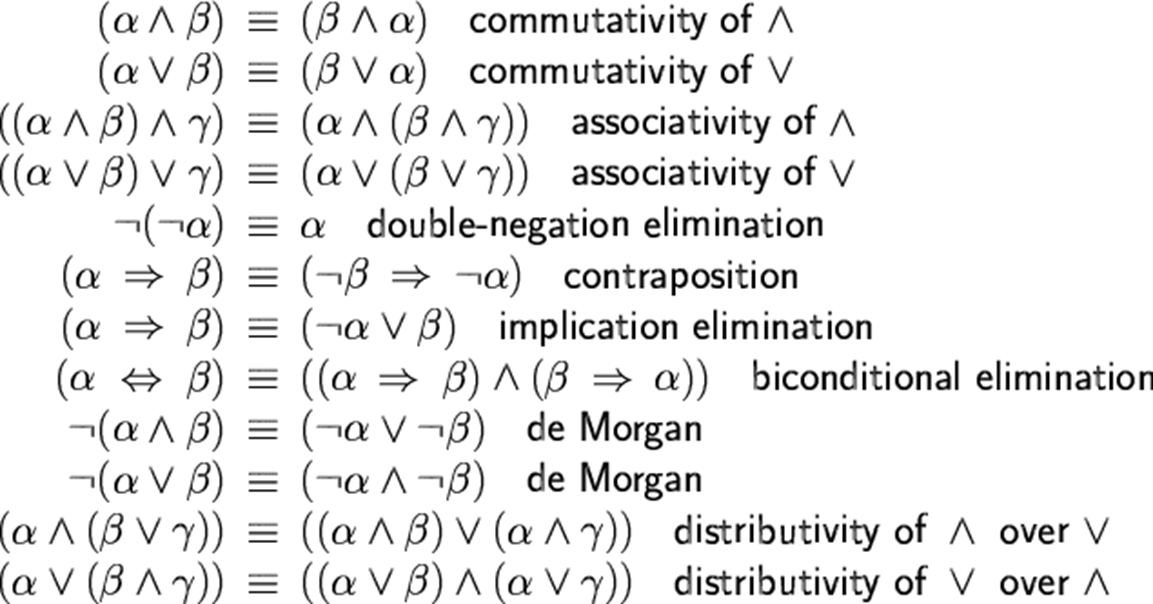 (α ∧ β) ≡ (β ∧ α) commutativity of ∧
(α ∨ β) ≡ (β ∨ α) commutativity of ∨
((α ∧ β) ∧ γ) ≡ (α ∧ (β ∧ γ)) associativity of ∧
((α ∨ β) ∨ γ) ≡ (α ∨ (β ∨ γ)) associativity of ∨
¬(¬α) ≡ α double-negation elimination
(α ⇒ β) ≡ (¬β ⇒ ¬α) contraposition
(α ⇒ β) ≡ (¬α ∨ β) implication elimination
(α ⇔ β) ≡ ((α ⇒ β) ∧ (β ⇒ α)) biconditional elimination
¬(α ∧ β) ≡ (¬α ∨ ¬β) de Morgan
¬(α ∨ β) ≡ (¬α ∧ ¬β) de Morgan
(α ∧ (β ∨ γ)) ≡ ((α ∧ β) ∨ (α ∧ γ)) distributivity of ∧ over ∨
(α ∨ (β ∧ γ)) ≡ ((α ∨ β) ∧ (α ∨ γ)) distributivity of ∨ over ∧